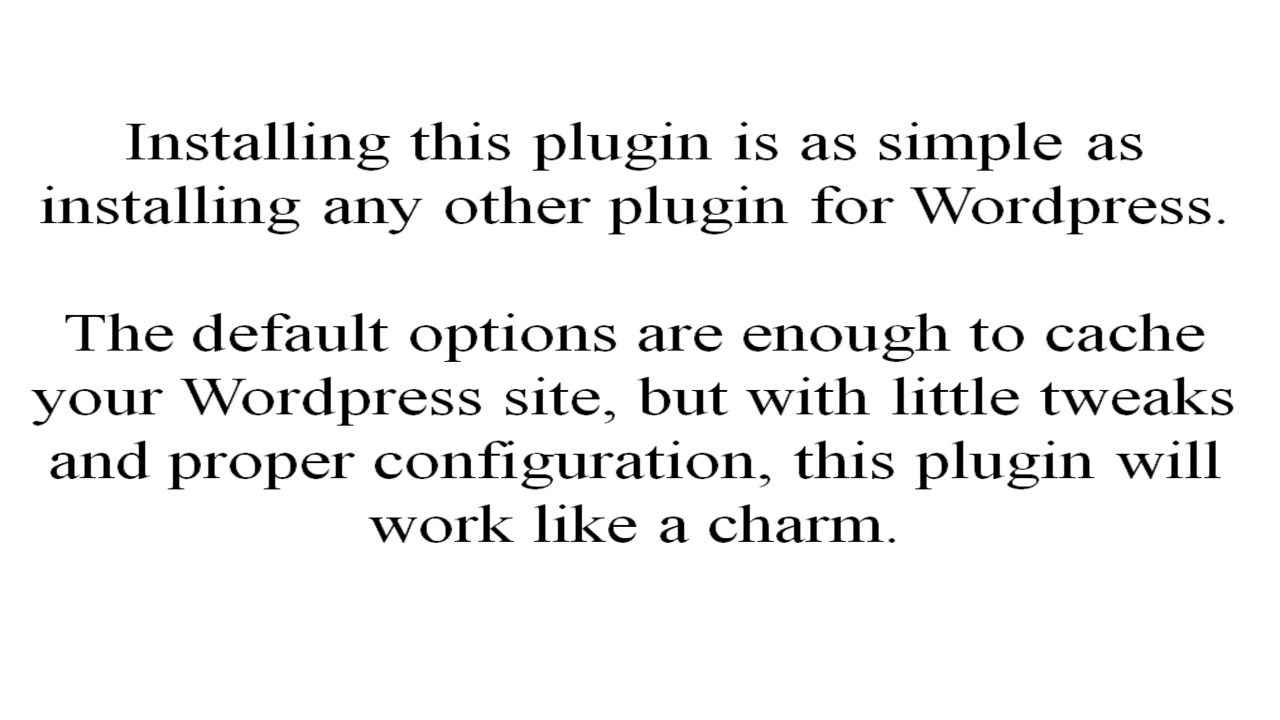 Installing this plugin is as simple as
installing any other plugin for Wordpress.
The default options are enough to cache
your Wordpress site, but with little tweaks
and proper configuration, this plugin will
work like a charm.